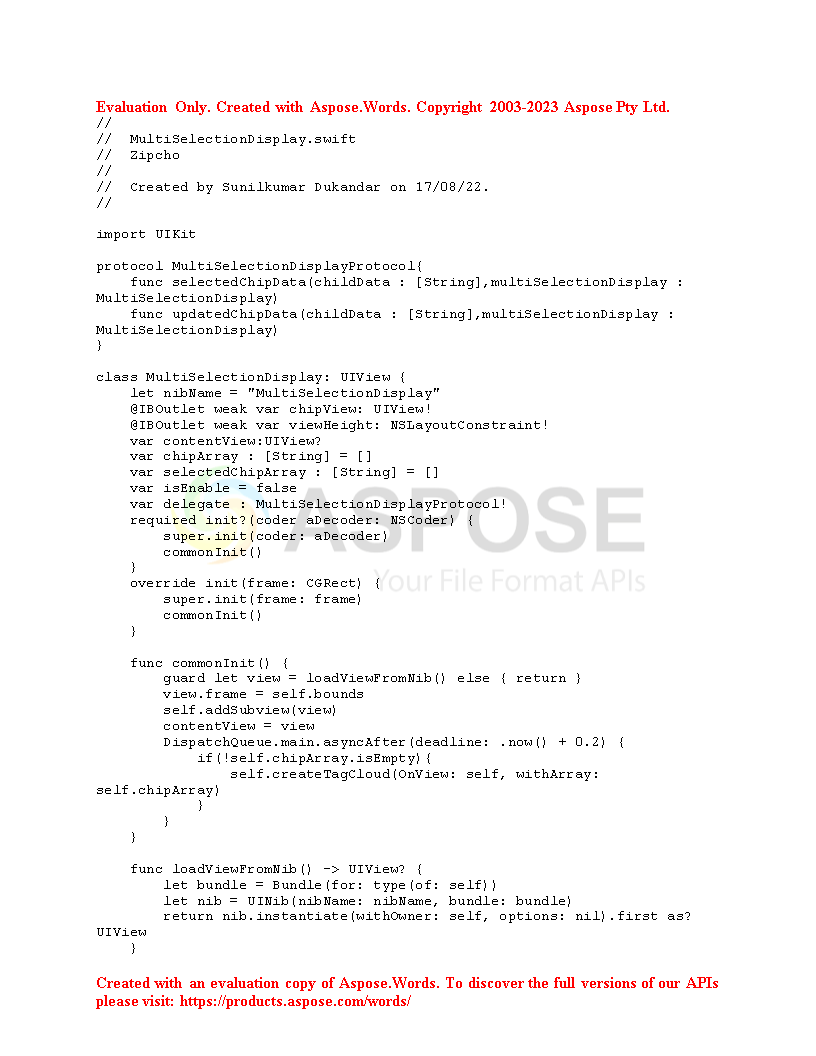 Evaluation Only. Created with Aspose.Words. Copyright 2003-2023 Aspose Pty Ltd.
//
//  MultiSelectionDisplay.swift
//  Zipcho
//
//  Created by Sunilkumar Dukandar on 17/08/22.
//

import UIKit

protocol MultiSelectionDisplayProtocol{
    func selectedChipData(childData : [String],multiSelectionDisplay :
MultiSelectionDisplay)
    func updatedChipData(childData : [String],multiSelectionDisplay :
MultiSelectionDisplay)
}

class MultiSelectionDisplay: UIView {
    let nibName = "MultiSelectionDisplay"
    @IBOutlet weak var chipView: UIView!
    @IBOutlet weak var viewHeight: NSLayoutConstraint!
    var contentView:UIView?
    var chipArray : [String] = []
    var selectedChipArray : [String] = []
    var isEnable = false
    var delegate : MultiSelectionDisplayProtocol!
    required init?(coder aDecoder: NSCoder) {
        super.init(coder: aDecoder)
        commonInit()
    }
    override init(frame: CGRect) {
        super.init(frame: frame)
        commonInit()
    }

    func commonInit() {
        guard let view = loadViewFromNib() else { return }
        view.frame = self.bounds
        self.addSubview(view)
        contentView = view
        DispatchQueue.main.asyncAfter(deadline: .now() + 0.2) {
            if(!self.chipArray.isEmpty){
                self.createTagCloud(OnView: self, withArray:
self.chipArray)
            }
        }
    }

    func loadViewFromNib() -> UIView? {
        let bundle = Bundle(for: type(of: self))
        let nib = UINib(nibName: nibName, bundle: bundle)
        return nib.instantiate(withOwner: self, options: nil).first as?
UIView
    }
ASPOSE
Your File Format APIs
Created with an evaluation copy of Aspose.Words. To discover the full versions of our APIs
please visit: https://products.aspose.com/words/